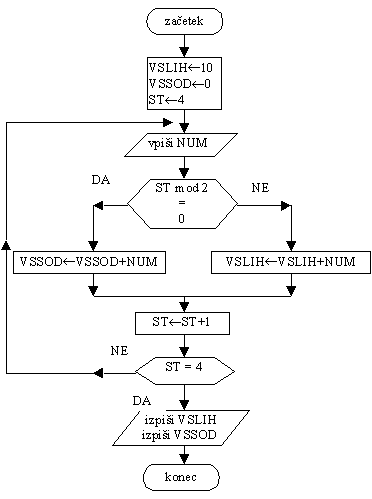 začetek
VSLIH←10
VSSOD←0
ST←4
vpiši NUM
DA
ST mod 2
=
0
NE
VSSOD←VSSOD+NUM
VSLIH←VSLIH+NUM
ST←ST+1
NE
ST = 4
DA
izpiši VSLIH
izpiši VSSOD
konec